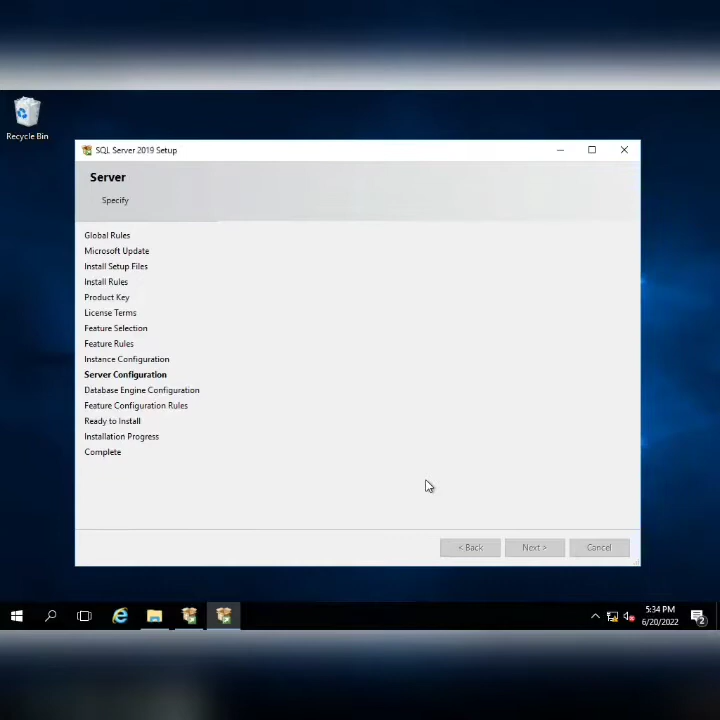 Recycle Bin
SQL Server 2019 Setup
Server
Specify
Global Rules
Microsoft Update
Install Setup Files
Install Rules
Product Key
License Terms
Feature Selection
Feature Rules
Instance Configuration
Server Configuration
Database Engine Configuration
Feature Configuration Rules
Ready to Install
Installation Progress
Complete
< Back Next > Cancel
5:34 PM
6/20/2022
2